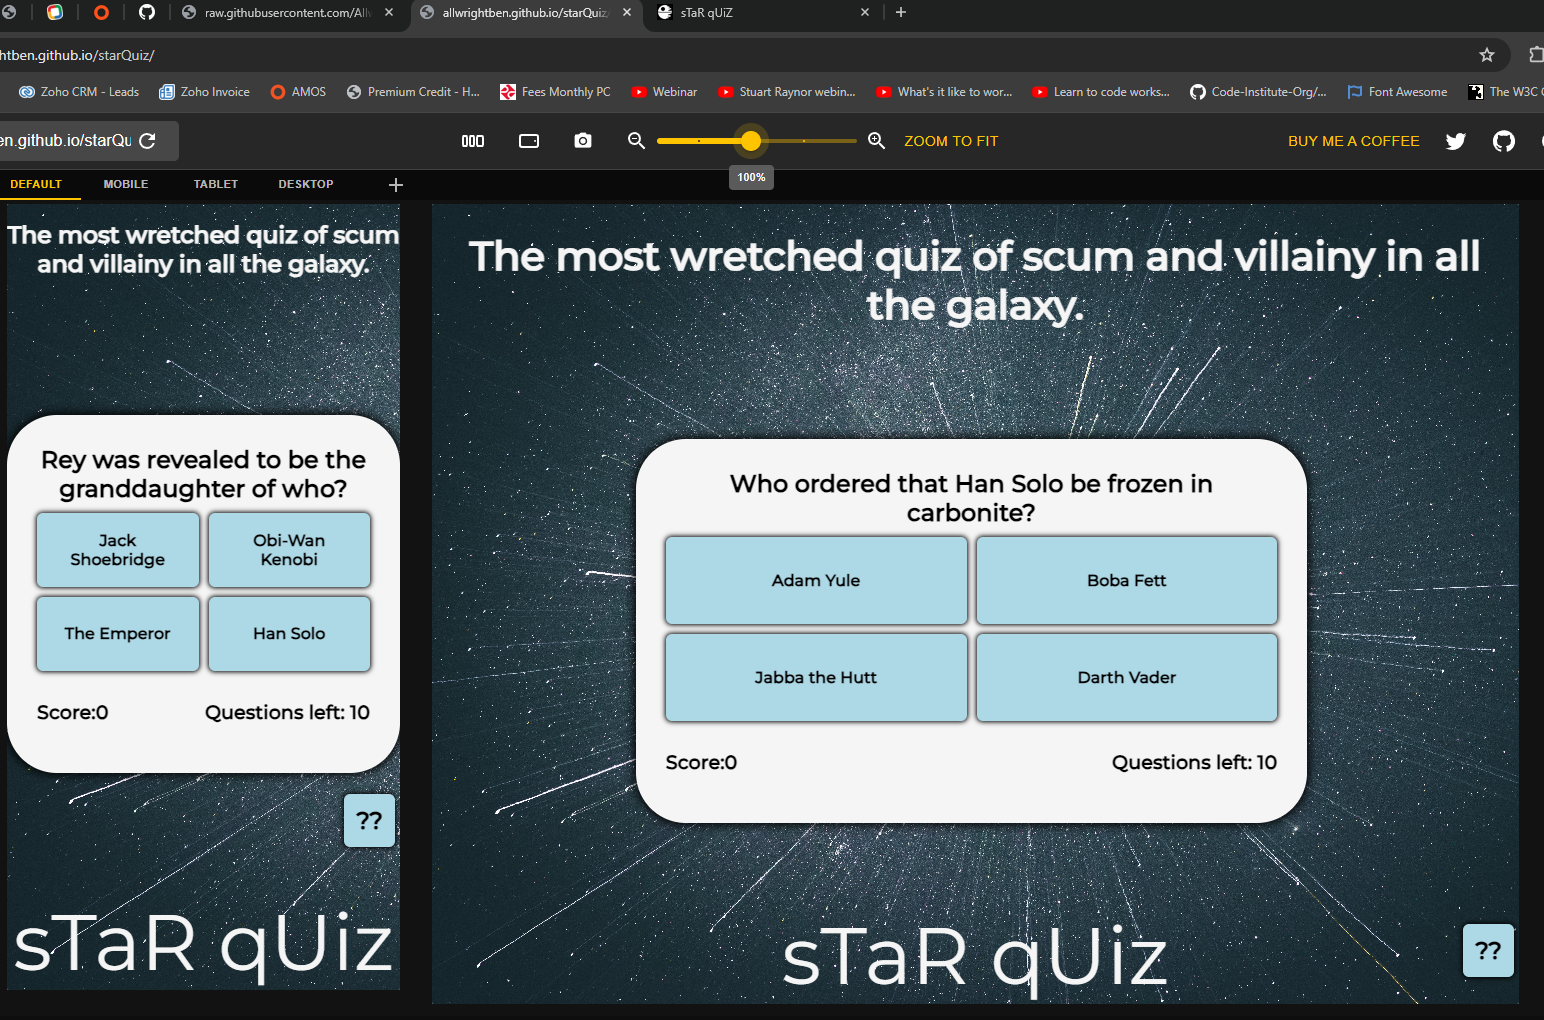 raw.githubusercontent.com/Allw
allwrightben.github.io/starQuiz/
sTaR qUiZ
htben.github.io/starQuiz/
Zoho CRM - Leads
Zoho Invoice
AMOS
Premium Credit - H...
Fees Monthly PC
Webinar
Stuart Raynor webin...
What's it like to wor...
Learn to code works...
Code-Institute-Org/...
Font Awesome
The W3C
en.github.io/starQu
ZOOM TO FIT
BUY ME A COFFEE
100%
DEFAULT
MOBILE
TABLET
DESKTOP
The most wretched quiz of scum
and villainy in all the galaxy.
Rey was revealed to be the
granddaughter of who?
Jack
Shoebridge
Obi-Wan
Kenobi
The Emperor
Han Solo
Score:0
Questions left: 10
??
sTaR qUiz
The most wretched quiz of scum and villainy in all
the galaxy.
Who ordered that Han Solo be frozen in
carbonite?
Adam Yule
Boba Fett
Jabba the Hutt
Darth Vader
Score:0
Questions left: 10
??
sTaR qUiz